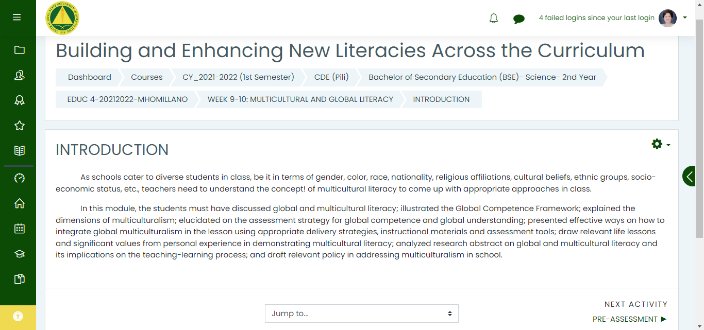 4 failed logins since your last login
Building and Enhancing New Literacies Across the Curriculum
Dashboard Courses CY_2021-2022 (1st Semester) CDE (Pili) Bachelor of Secondary Education (BSE)- Science -2nd Year
EDUC 4-20212022-MHOMILLANO WEEK 9-10: MULTICULTURAL AND GLOBAL LITERACY INTRODUCTION
INTRODUCTION
As schools cater to diverse students in class, be it in terms of gender, color, race, nationality, religious affiliations, cultural beliefs, ethnic groups, socio-
economic status, etc., teachers need to understand the concept! of multicultural literacy to come up with appropriate approaches in class.
In this module, the students must have discussed global and multicultural literacy; illustrated the Global Competence Framework; explained the
dimensions of multiculturalism; elucidated on the assessment strategy for global competence and global understanding; presented effective ways on how to
integrate global multiculturalism in the lesson using appropriate delivery strategies, instructional materials and assessment tools; draw relevant life lessons
and significant values from personal experience in demonstrating multicultural literacy; analyzed research abstract on global and multicultural literacy and
its implications on the teaching-learning process; and draft relevant policy in addressing multiculturalism in school.
NEXT ACTIVITY
Jump to...
PRE-ASSESSMENT ►